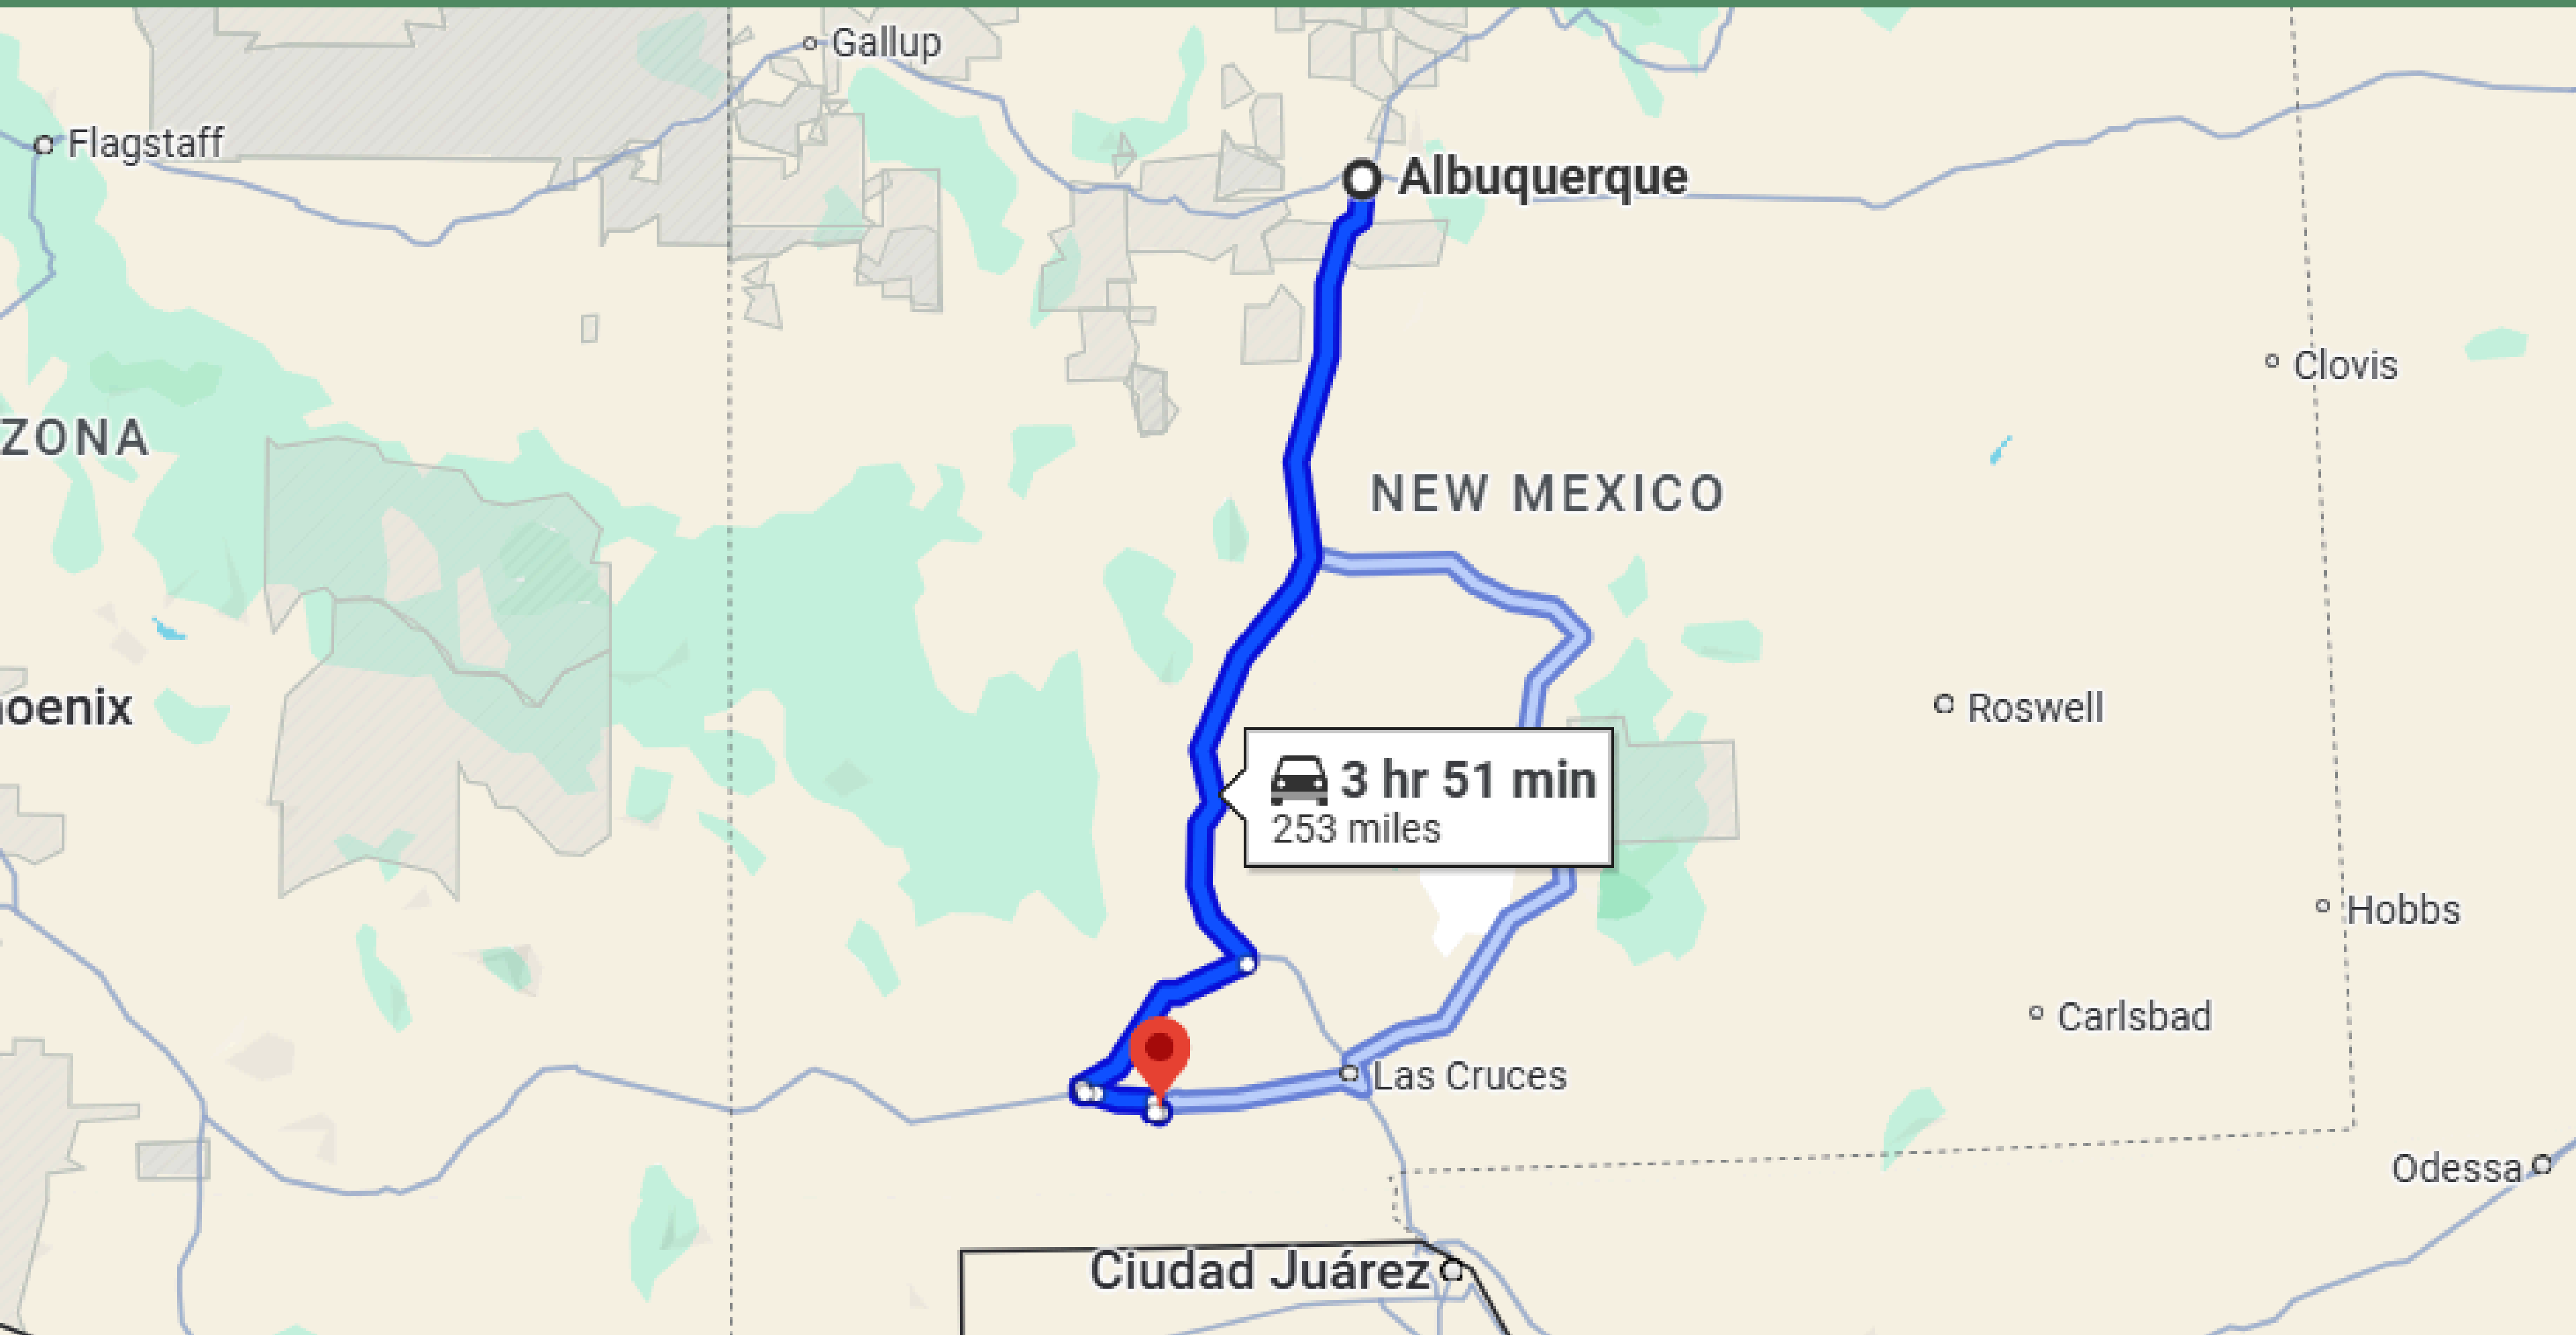 Gallup
Flagstaff
Albuquerque
Clovis
ZONA
NEW MEXICO
oenix
Roswell
3 hr 51 min
253 miles
Hobbs
Carlsbad
Las Cruces
Odessa
Ciudad Juárez